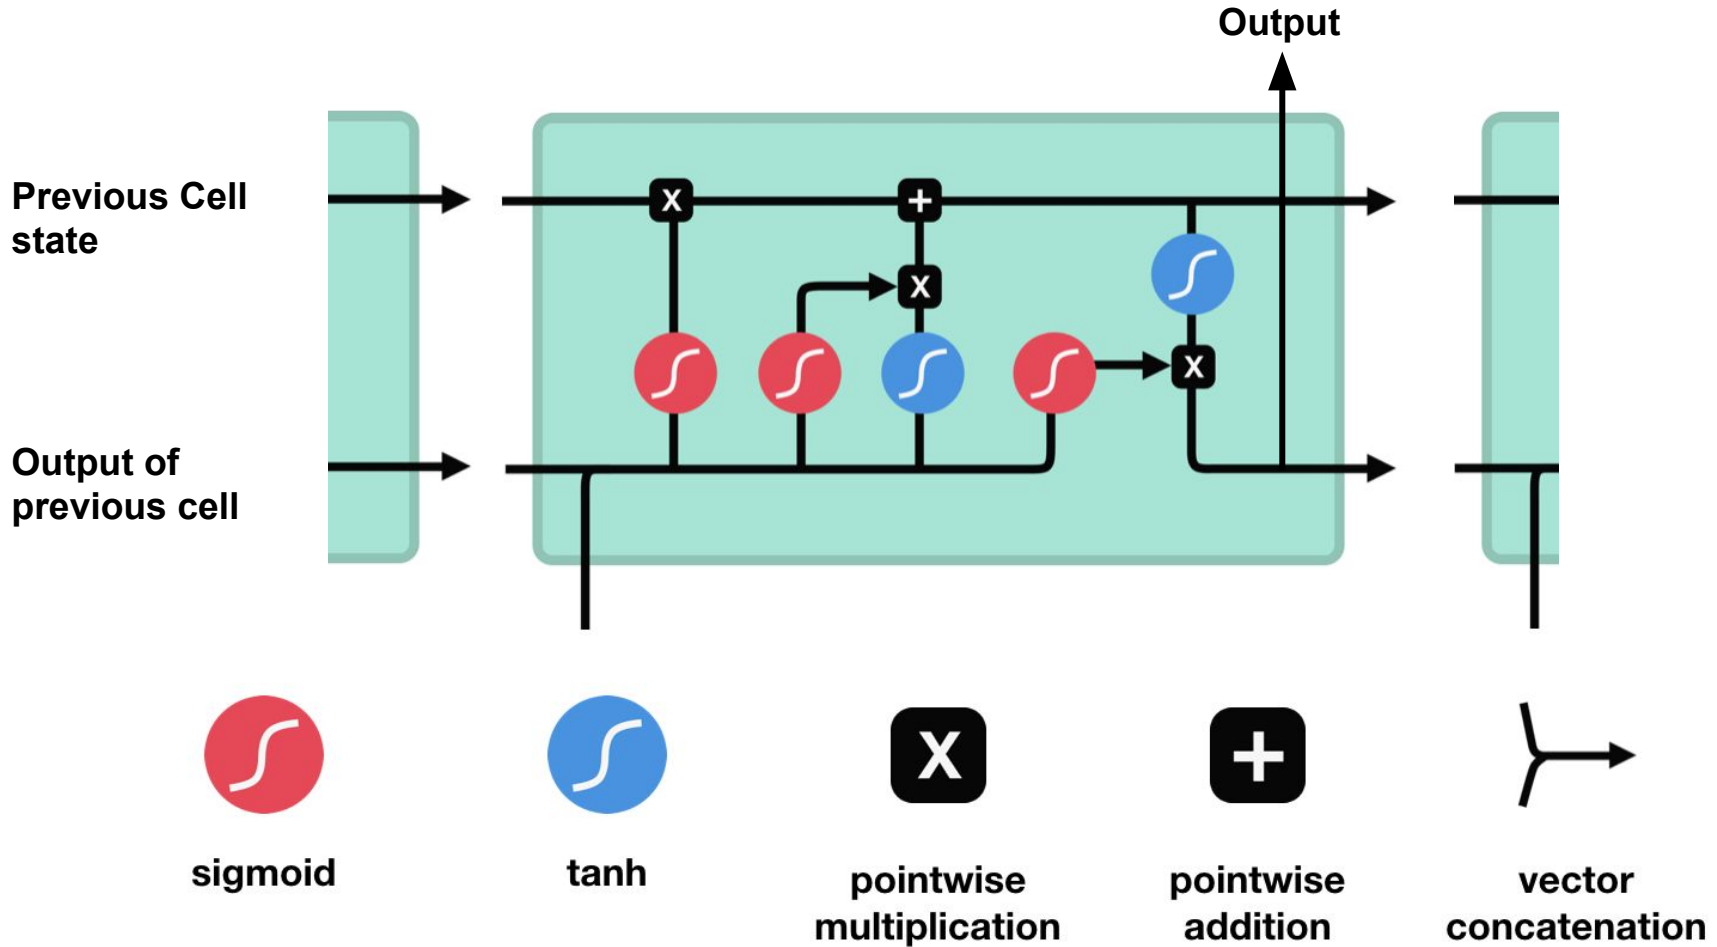 Output
Previous Cell
state
X
+
X
X
Output of
previous cell
X
+
sigmoid
tanh
pointwise
multiplication
pointwise
addition
vector
concatenation